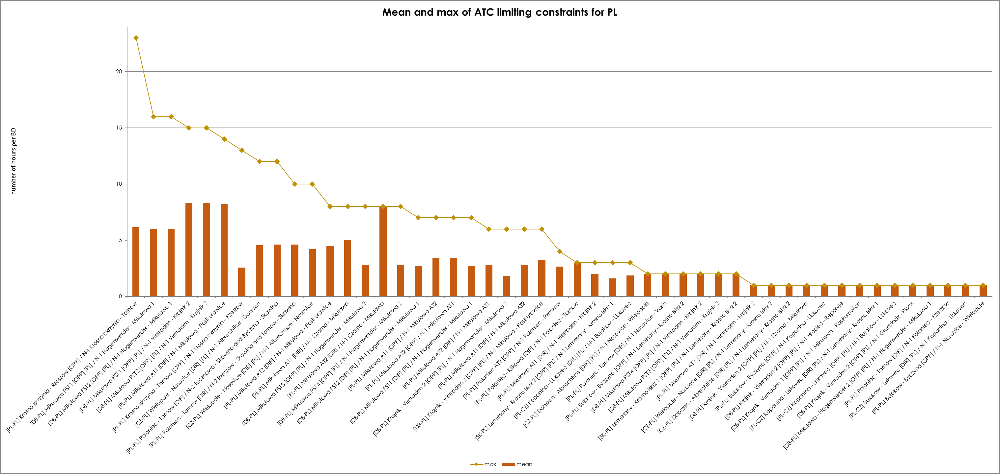 Mean and max of ATC limiting constraints for PL
number of hours per BD
20
15
10
5
0
[PL-PL] Krosno Iskrzynia - Rzeszow [OPP] / N-1 Krosno Iskrzynia - Tarnow
[D8-PL] Mikulowa PST1 [OPP] [PL] / N-1 Hagenwerder - Mikulowa 1
[D8-PL] Mikulowa PST2 [OPP] [PL] / N-1 Hagenwerder - Mikulowa 1
[D8-PL] Mikulowa PST1 [OPP] [PL] / N-1 Vierraden - Krajnik 2
[D8-PL] Mikulowa PST2 [OPP] [PL] / N-1 Vierraden - Krajnik 2
[PL-PL] Mikulowa AT1 [DIR] / N-1 Mikulowa - Pasikurowice
[PL-PL] Krosno Iskrzynia - Tarnow [OPP] / N-1 Krosno Iskrzynia - Rzeszow
[CZ-PL] Wielopole - Nosovice [DIR] [PL] / N-1 Albrechtice - Dobrzen
[PL-PL] Polaniec - Tarnow [DIR] / N-2 Tucznawa - Skawina and Byczyna - Skawina
[PL-PL] Polaniec - Tarnow [DIR] / N-2 Rzeszow - Skawina and Tarnow - Skawina
[CZ-PL] Wielopole - Nosovice [DIR] [PL] / N-1 Albrechtice - Nosovice
[PL-PL] Mikulowa AT2 [DIR] / N-1 Mikulowa - Pasikurowice
[PL-PL] Mikulowa AT1 [DIR] / N-1 Czarna - Mikulowa
[D8-PL] Mikulowa PST3 [OPP] [PL] / N-1 Hagenwerder - Mikulowa 2
[PL-PL] Mikulowa AT2 [DIR] / N-1 Czarna - Mikulowa
[D8-PL] Mikulowa PST4 [OPP] [PL] / N-1 Hagenwerder - Mikulowa 2
[D8-PL] Mikulowa PST2 [DIR] [PL] / N-1 Hagenwerder - Mikulowa 1
[PL-PL] Mikulowa AT1 [OPP] / N-1 Mikulowa AT2
[PL-PL] Mikulowa AT2 [OPP] / N-1 Mikulowa AT1
[D8-PL] Mikulowa PST1 [DIR] [PL] / N-1 Hagenwerder - Mikulowa 1
[PL-PL] Mikulowa AT2 [DIR] / N-1 Mikulowa AT1
[D8-PL] Krajnik - Vierraden 2 [OPP] [PL] / N-1 Hagenwerder - Mikulowa 2
[PL-PL] Mikulowa AT1 [DIR] / N-1 Mikulowa AT2
[D8-PL] Krajnik - Vierraden 2 [OPP] [PL] / N-1 Mikulowa - Pasikurowice
[PL-PL] Polaniec AT2 [OPP] / N-1 Polaniec - Rzeszow
[PL-PL] Polaniec - Klikowa [DIR] / N-1 Polaniec - Tarnow
[PL-PL] Mikulowa AT1 [DIR] / N-1 Vierraden - Krajnik 2
[SK-PL] Lemesany - Krosno Iskrz 2 [OPP] [PL] / N-1 Lemesany - Krosno Iskrz 1
[PL-CZ] Kopanina - Liskovec [DIR] [PL] / N-1 Bujakow - Liskovec
[CZ-PL] Dobrzen - Albrechtice [DIR] [PL] / N-1 Nosovice - Wielopole
[PL-PL] Polaniec - Tarnow [DIR] / N-1 Nosovice - Varin
[PL-PL] Bujakow - Byczyna [OPP] / N-1 Lemesany - Krosno Iskrz 2
[D8-PL] Mikulowa PST4 [OPP] [PL] / N-1 Vierraden - Krajnik 2
[D8-PL] Mikulowa PST3 [OPP] [PL] / N-1 Vierraden - Krajnik 2
[SK-PL] Lemesany - Krosno Iskrz 1 [OPP] [PL] / N-1 Lemesany - Krosno Iskrz 2
[PL-PL] Mikulowa AT2 [DIR] / N-1 Vierraden - Krajnik 2
[CZ-PL] Wielopole - Nosovice [DIR] [PL] / N-1 Lemesany - Krosno Iskrz 2
[CZ-PL] Dobrzen - Albrechtice [DIR] [PL] / N-1 Lemesany - Krosno Iskrz 2
[D8-PL] Krajnik - Vierraden 2 [OPP] [PL] / N-1 Czarna - Mikulowa
[PL-PL] Bujakow - Byczyna [OPP] / N-1 Kopanina - Liskovec
[D8-PL] Krajnik - Vierraden 2 [OPP] [PL] / N-1 Hradec - Reporyje
[D8-PL] Krajnik - Vierraden 1 [OPP] [PL] / N-1 Mikulowa - Pasikurowice
[PL-CZ] Kopanina - Liskovec [DIR] [PL] / N-1 Lemesany - Krosno Iskrz 1
[PL-CZ] Kopanina - Liskovec [OPP] [PL] / N-1 Bujakow - Liskovec
[D8-PL] Krajnik - Vierraden 2 [OPP] [PL] / N-1 Grudziadz - Plock
[D8-PL] Mikulowa - Hagenwerder 2 [OPP] [PL] / N-1 Hagenwerder - Mikulowa 1
[PL-PL] Polaniec - Tarnow [DIR] / N-1 Polaniec - Rzeszow
[PL-CZ] Bujakow - Liskovec [DIR] [PL] / N-1 Kopanina - Liskovec
[PL-PL] Bujakow - Byczyna [OPP] / N-1 Nosovice - Wielopole
max
mean